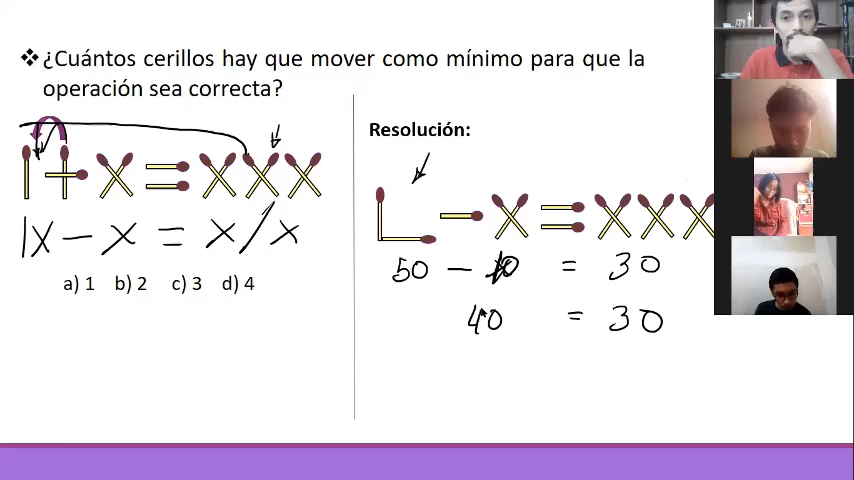 ❖¿Cuántos cerillos hay que mover como mínimo para que la
operación sea correcta?
1X - X = X/X
a) 1 b) 2 c) 3 d) 4
Resolución:
50 - 10 = 30
40 = 30